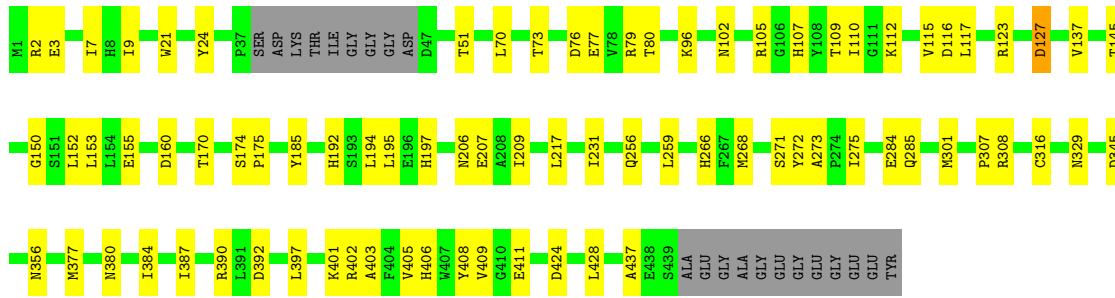 M1 R2 E3 I7 H8 I9 W21 Y24 P37 SER ASP LYS THR ILE GLY GLY GLY ASP D47 T51 L70 T73 D76 E77 V78 R79 T80 K96 N102 R105 G106 H107 Y108 T109 I110 G111 K112 V115 D116 L117 R123 D127 V137 T145
G150 S151 L152 L153 L154 E155 D160 T170 S174 P175 Y185 H192 S193 L194 L195 E196 H197 N206 E207 A208 I209 L217 I231 Q256 L259 H266 F267 M268 S271 Y272 A273 P274 I275 E284 Q285 M301 P307 R308 C316 N329 D345
N356 M377 N380 I384 I387 R390 L391 D392 L397 K401 R402 A403 F404 V405 H406 W407 Y408 V409 G410 E411 D424 L428 A437 E438 S439 ALA GLU GLY ALA GLY GLU GLY GLU GLY GLU GLU TYR